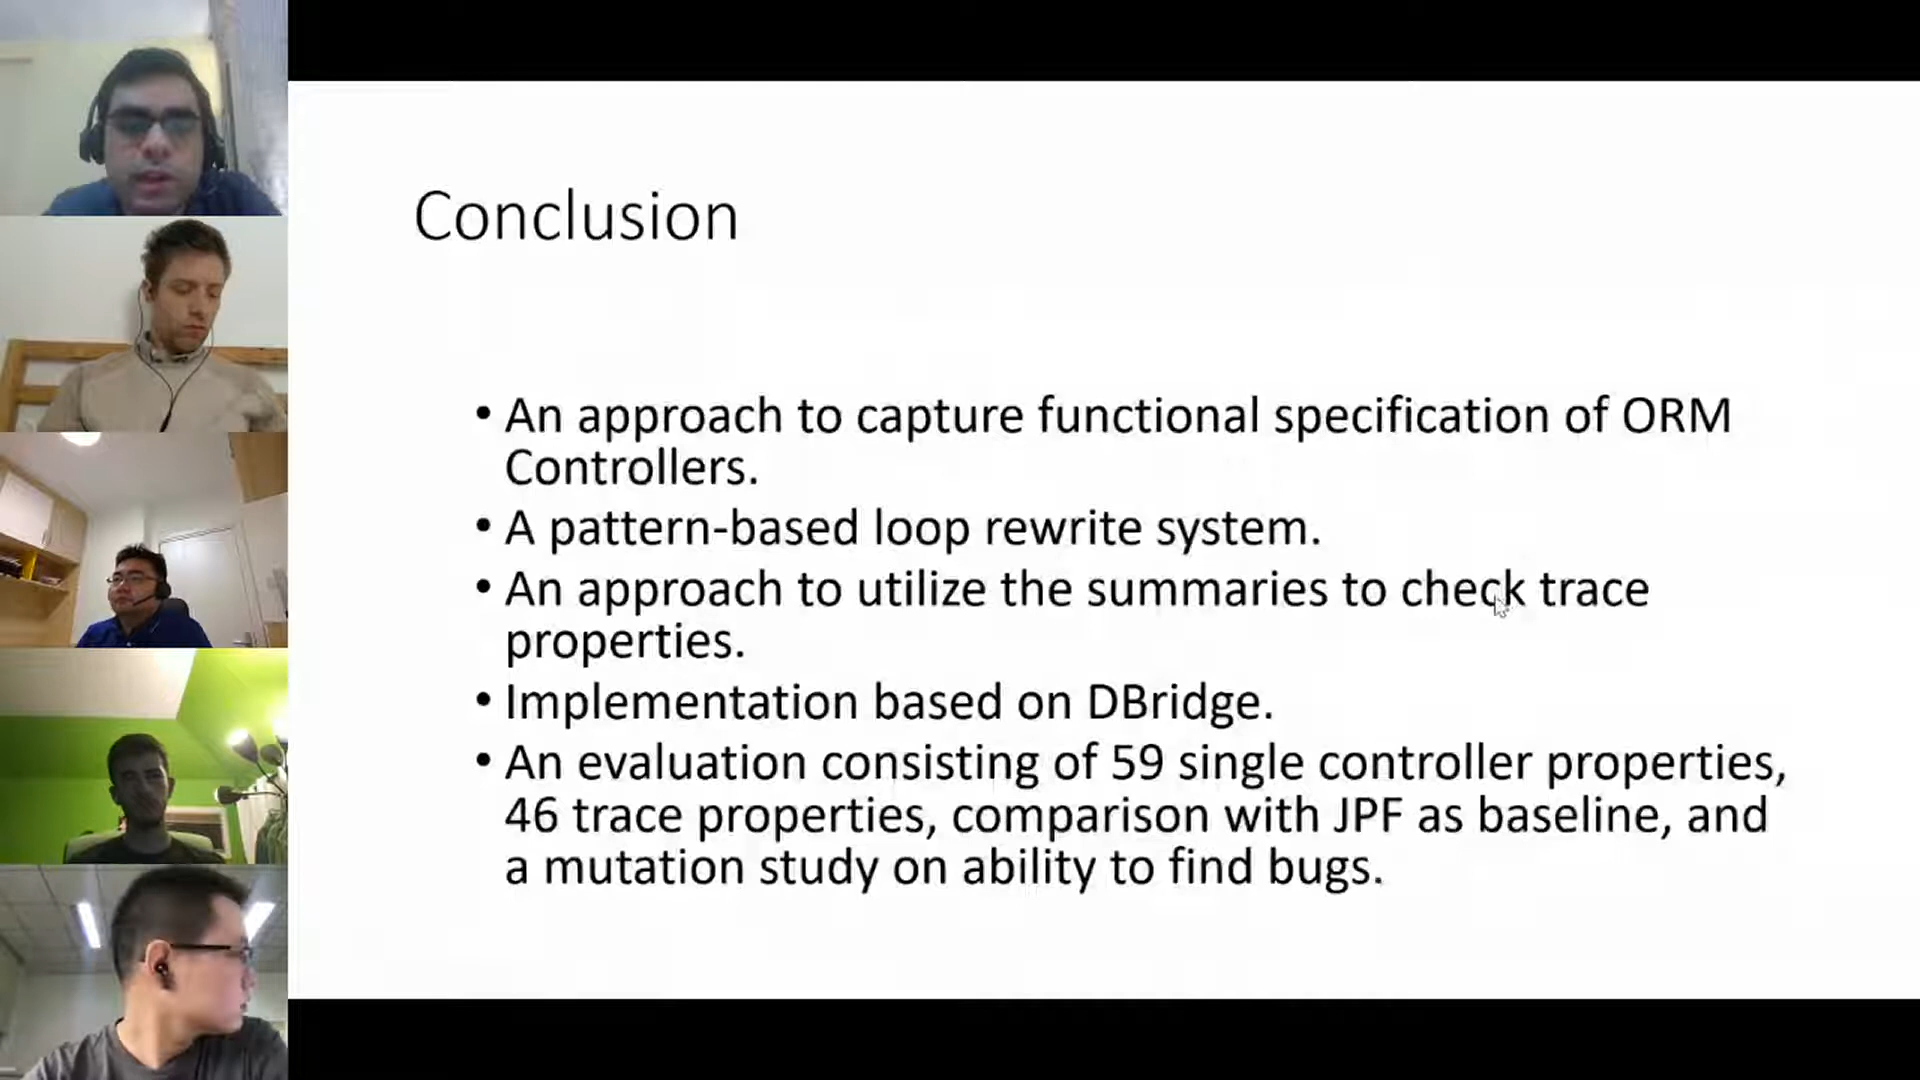 Conclusion
• An approach to capture functional specification of ORM
Controllers.
• A pattern-based loop rewrite system.
• An approach to utilize the summaries to check trace
properties.
• Implementation based on DBridge.
• An evaluation consisting of 59 single controller properties,
46 trace properties, comparison with JPF as baseline, and
a mutation study on ability to find bugs.